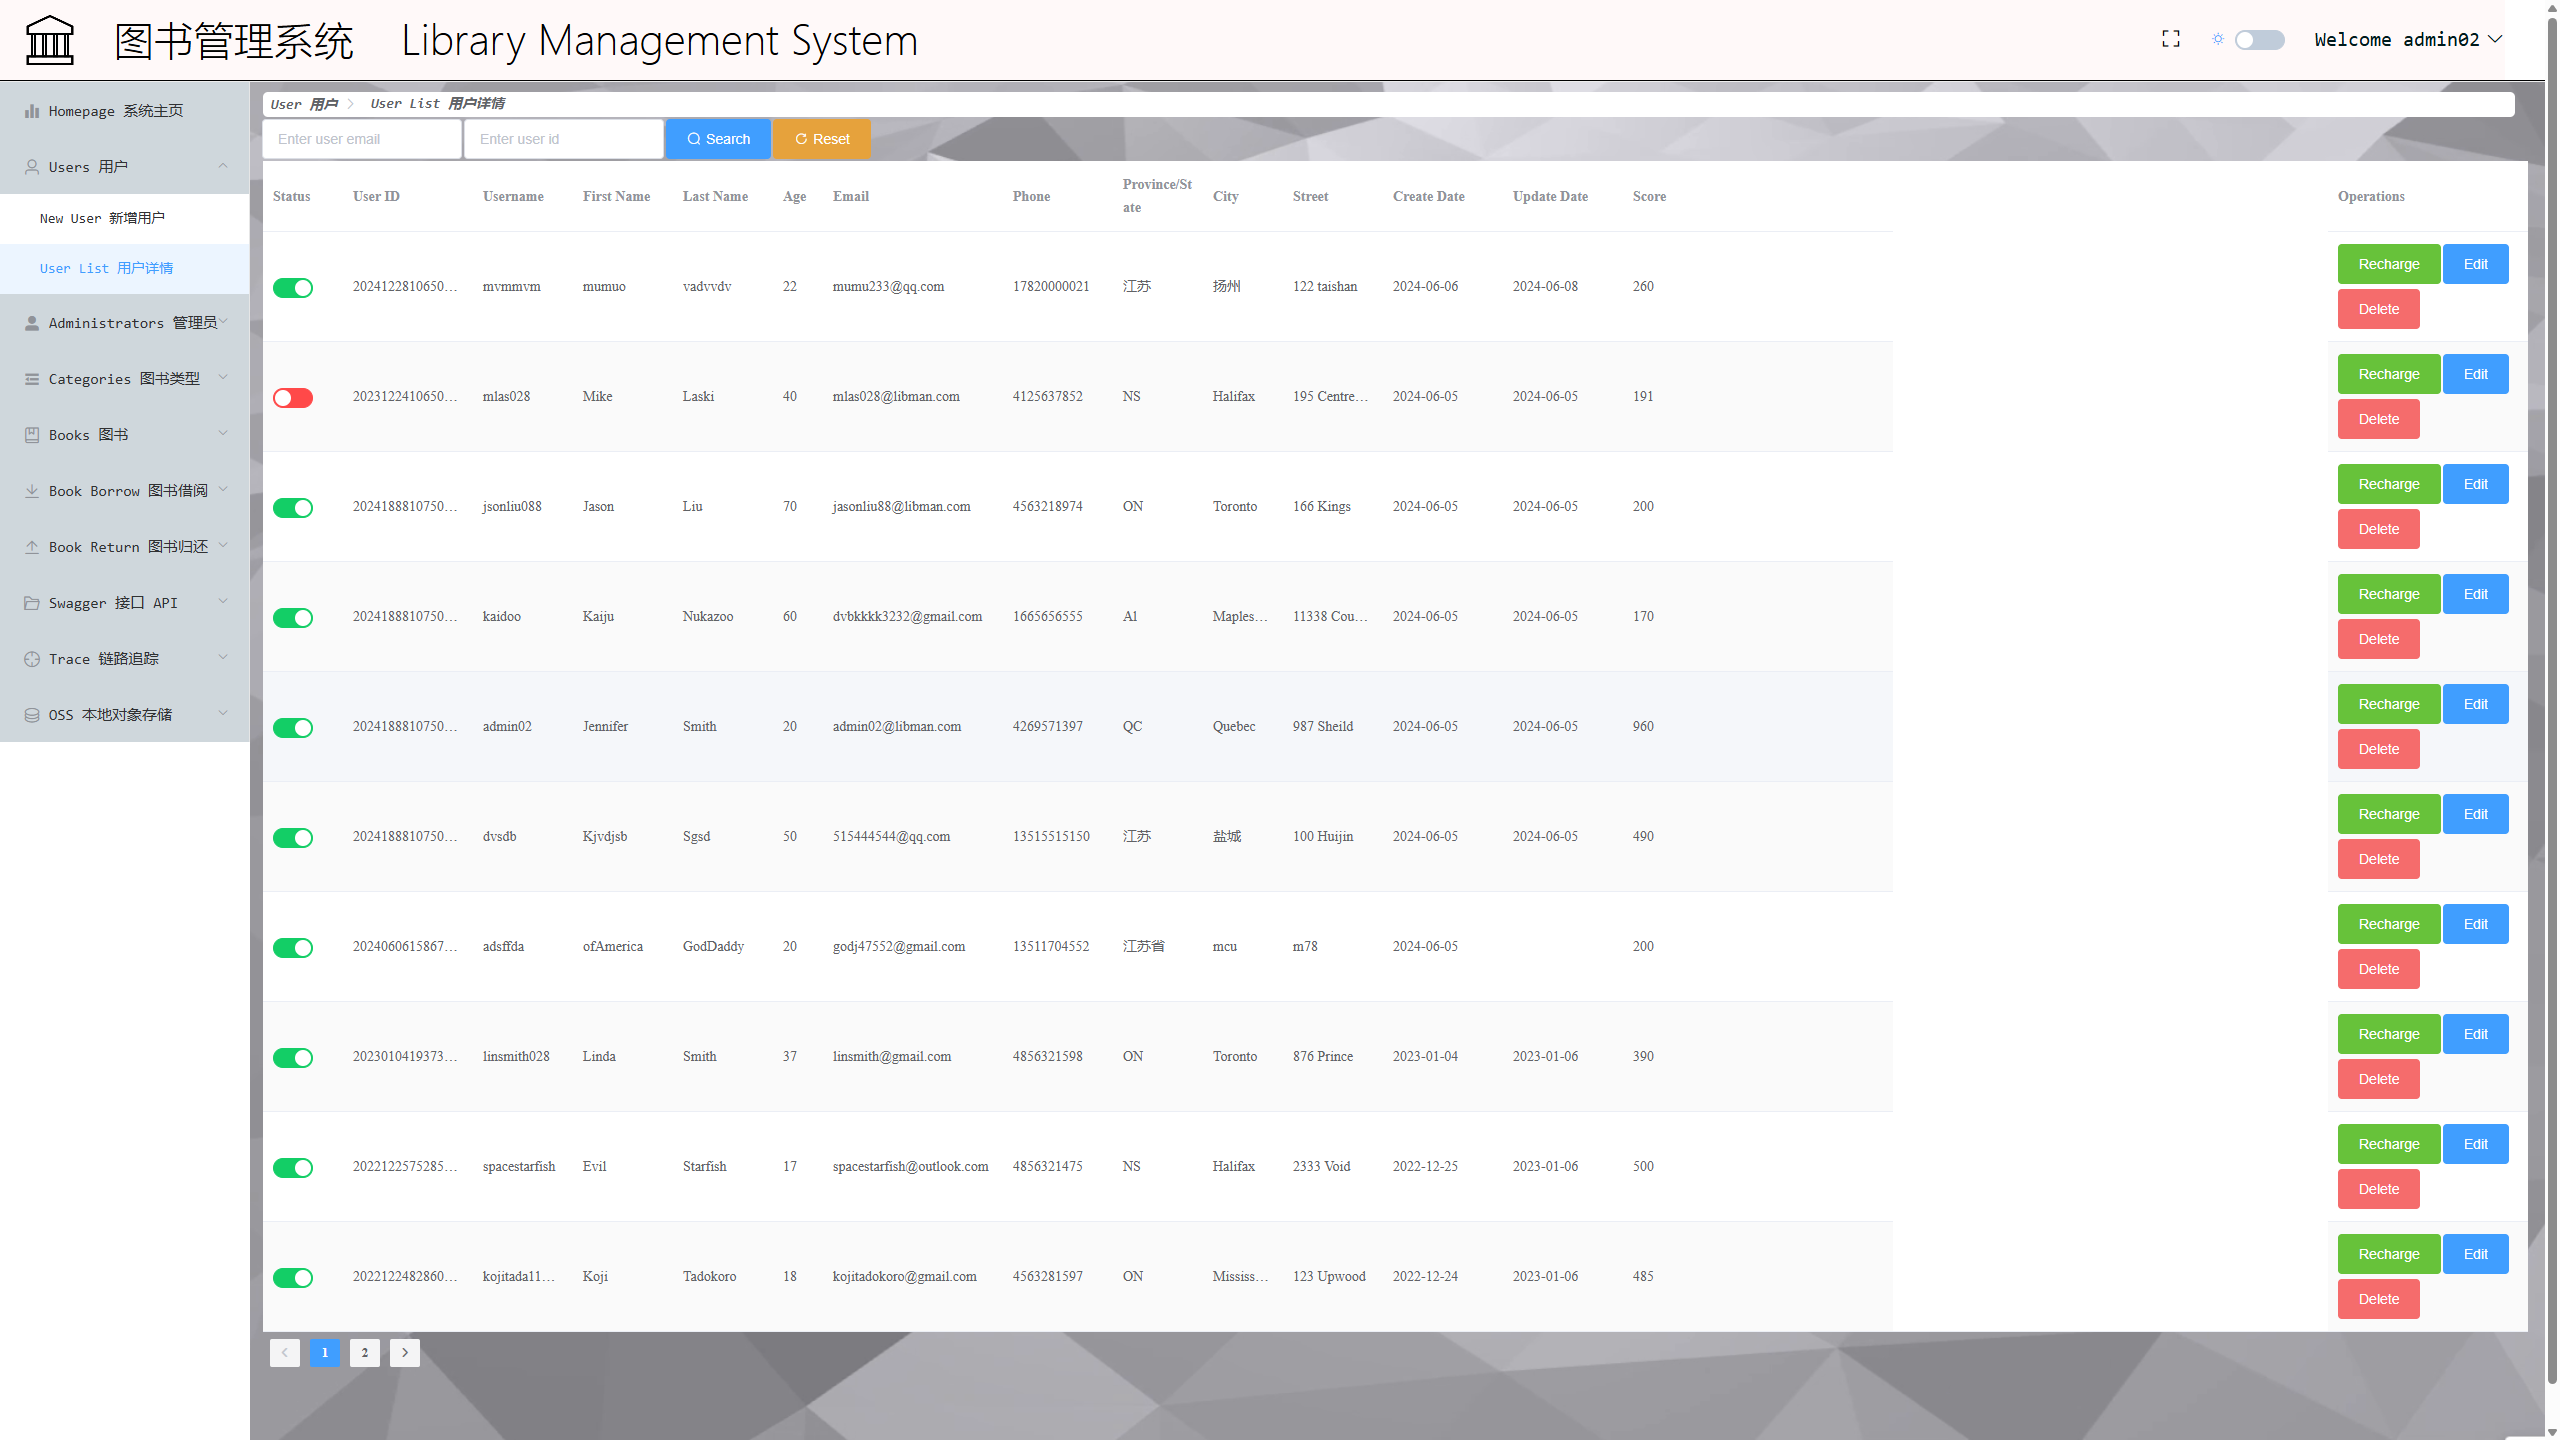 图书管理系统 Library Management System
Welcome admin02
Homepage 系统主页
Users 用户
New User 新增用户
User List 用户详情
Administrators 管理员
Categories 图书类型
Books 图书
Book Borrow 图书借阅
Book Return 图书归还
Swagger 接口 API
Trace 链路追踪
OSS 本地对象存储
User 用户 > User List 用户详情
Enter user email Enter user id Search Reset
Status User ID Username First Name Last Name Age Email Phone Province/State City Street Create Date Update Date Score Operations
2024122810650... mvmmvm mumuo vadvvdv 22 mumu233@qq.com 17820000021 江苏 扬州 122 taishan 2024-06-06 2024-06-08 260 Recharge Edit
Delete
2023122410650... mlas028 Mike Laski 40 mlas028@libman.com 4125637852 NS Halifax 195 Centre... 2024-06-05 2024-06-05 191 Recharge Edit
Delete
2024188810750... jsonliu088 Jason Liu 70 jasonliu88@libman.com 4563218974 ON Toronto 166 Kings 2024-06-05 2024-06-05 200 Recharge Edit
Delete
2024188810750... kaidoo Kaiju Nukazoo 60 dvbkkkk3232@gmail.com 1665656555 Al Maples... 11338 Cou... 2024-06-05 2024-06-05 170 Recharge Edit
Delete
2024188810750... admin02 Jennifer Smith 20 admin02@libman.com 4269571397 QC Quebec 987 Sheild 2024-06-05 2024-06-05 960 Recharge Edit
Delete
2024188810750... dvsdb Kjvdjsb Sgsd 50 515444544@qq.com 13515515150 江苏 盐城 100 Huijin 2024-06-05 2024-06-05 490 Recharge Edit
Delete
2024060615867... adsffda ofAmerica GodDaddy 20 godj47552@gmail.com 13511704552 江苏省 mcu m78 2024-06-05 200 Recharge Edit
Delete
2023010419373... linsmith028 Linda Smith 37 linsmith@gmail.com 4856321598 ON Toronto 876 Prince 2023-01-04 2023-01-06 390 Recharge Edit
Delete
2022122575285... spacestarfish Evil Starfish 17 spacestarfish@outlook.com 4856321475 NS Halifax 2333 Void 2022-12-25 2023-01-06 500 Recharge Edit
Delete
2022122482860... kojitada11... Koji Tadokoro 18 kojitadokoro@gmail.com 4563281597 ON Mississ... 123 Upwood 2022-12-24 2023-01-06 485 Recharge Edit
Delete
1 2